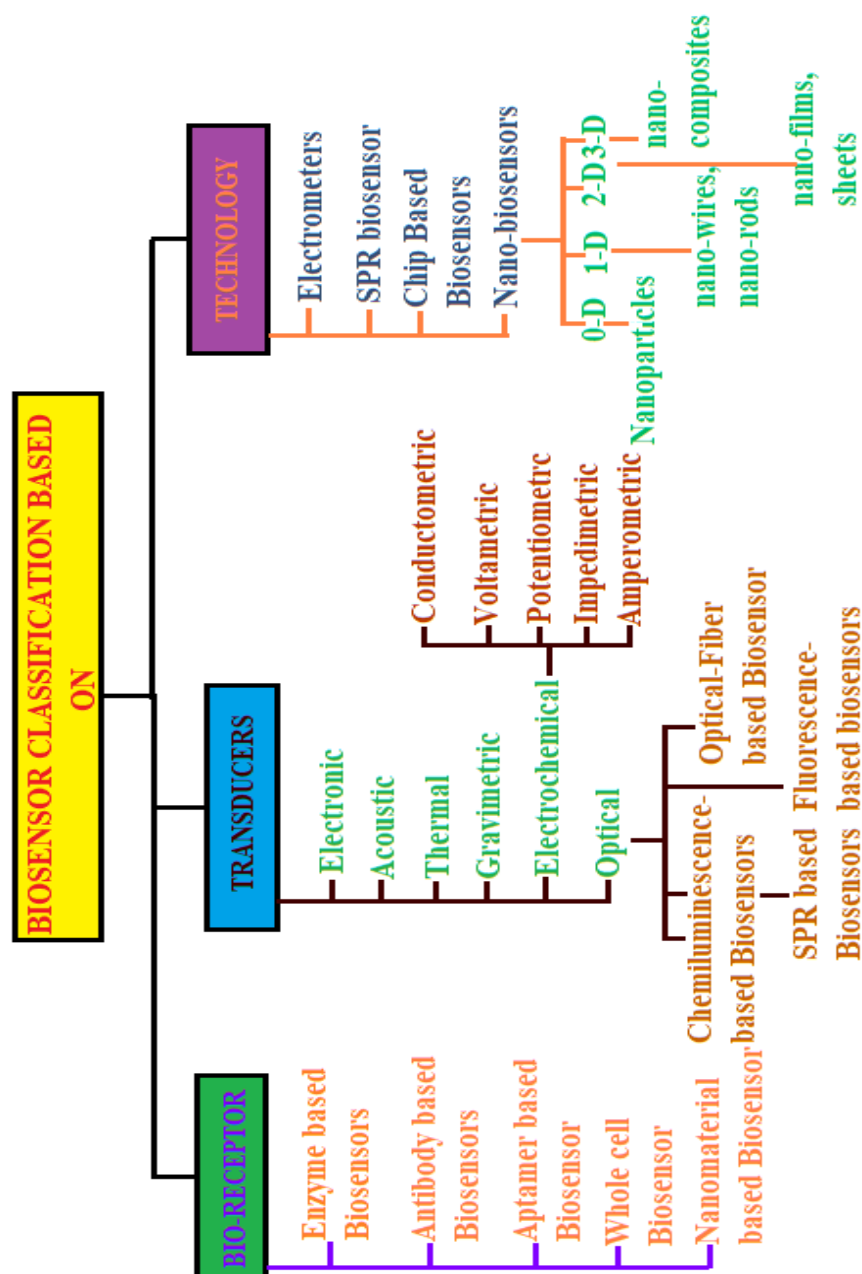 BIOSENSOR CLASSIFICATION BASED
ON
BIO-RECEPTOR
Enzyme based
Biosensors
Antibody based
Biosensors
Aptamer based
Biosensor
Whole cell
Biosensor
Nanomaterial
based Biosensor
TRANSDUCERS
Electronic
Acoustic
Thermal
Gravimetric
Electrochemical
Optical
Conductometric
Voltametric
Potentiometrc
Impedimetric
Amperometric
Chemiluminescence-
based Biosensors
SPR based
Biosensors
Fluorescence-
based biosensors
Optical-Fiber
based Biosensor
TECHNOLOGY
Electrometers
SPR biosensor
Chip Based
Biosensors
Nano-biosensors
0-D 1-D 2-D 3-D
Nanoparticles
nano-wires,
nano-rods
nano-films,
sheets
nano-
composites